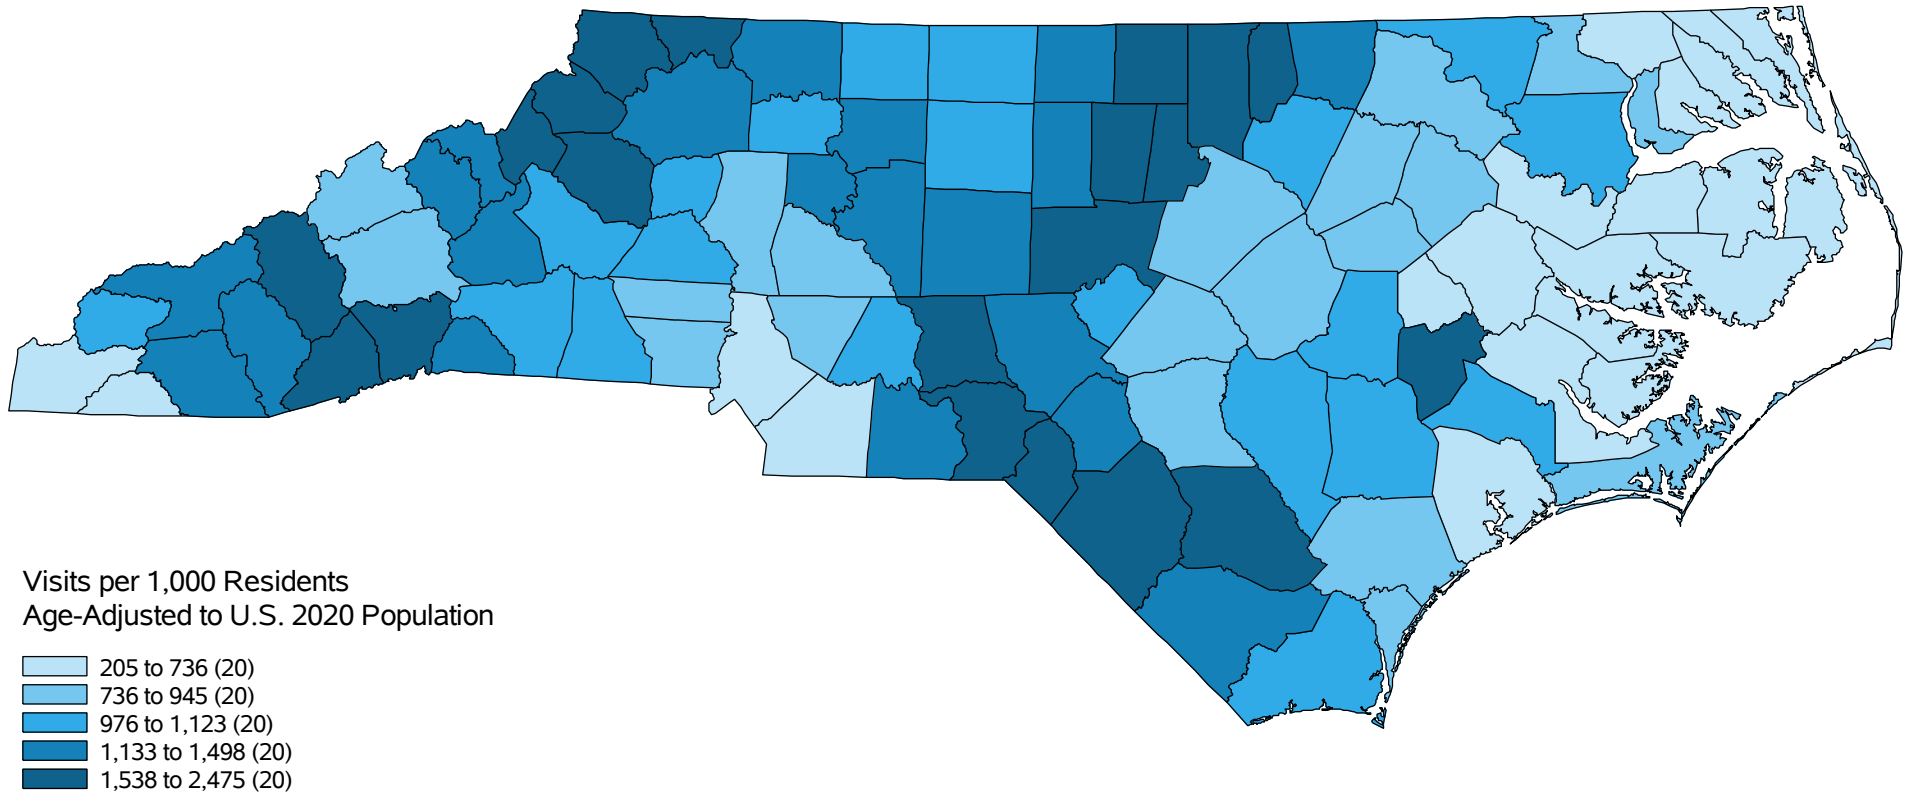 Visits per 1,000 Residents
Age-Adjusted to U.S. 2020 Population
205 to 736 (20)
736 to 945 (20)
976 to 1,123 (20)
1,133 to 1,498 (20)
1,538 to 2,475 (20)